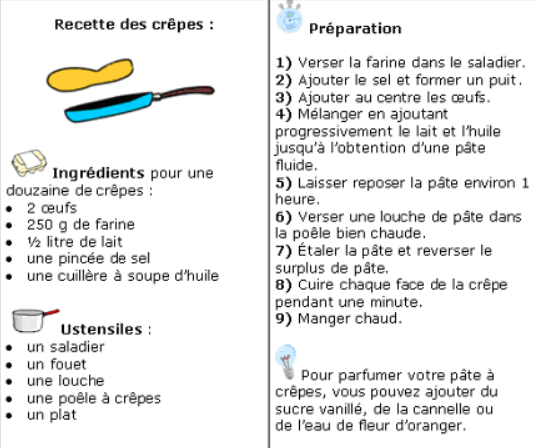 Recette des crêpes :
Ingrédients pour une
douzaine de crêpes :
• 2 œufs
• 250 g de farine
• ½ litre de lait
• une pincée de sel
• une cuillère à soupe d’huile
Ustensiles :
• un saladier
• un fouet
• une louche
• une poêle à crêpes
• un plat
Préparation
1) Verser la farine dans le saladier.
2) Ajouter le sel et former un puit.
3) Ajouter au centre les œufs.
4) Mélanger en ajoutant
progressivement le lait et l’huile
jusqu’à l’obtention d’une pâte
fluide.
5) Laisser reposer la pâte environ 1
heure.
6) Verser une louche de pâte dans
la poêle bien chaude.
7) Étaler la pâte et reverser le
surplus de pâte.
8) Cuire chaque face de la crêpe
pendant une minute.
9) Manger chaud.
Pour parfumer votre pâte à
crêpes, vous pouvez ajouter du
sucre vanillé, de la cannelle ou
de l’eau de fleur d’oranger.